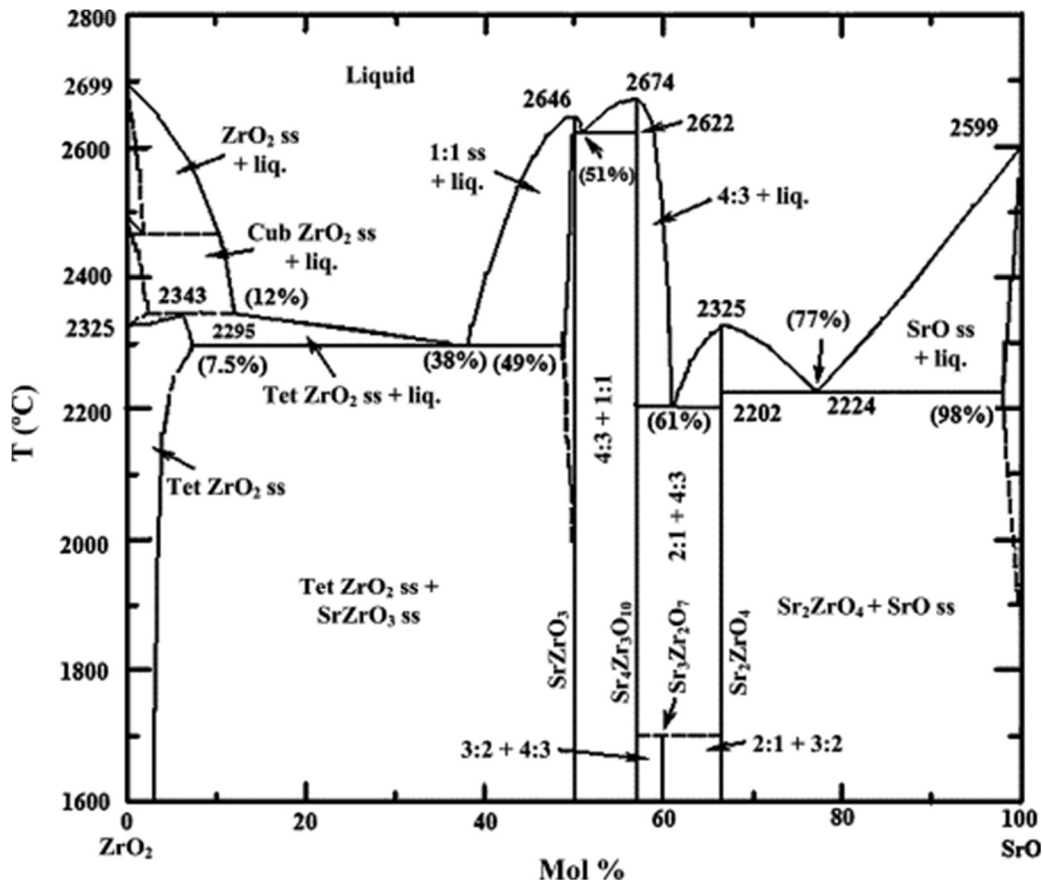 2800
2699
2600
2400
2325
2200
2000
1800
1600
T (ºC)
Liquid
2646
2674
2622
2599
ZrO₂ ss
+ liq.
1:1 ss
+ liq.
(51%)
4:3 + liq.
Cub ZrO₂ ss
+ liq.
2343
(12%)
2295
2325
(77%)
SrO ss
+ liq.
(7.5%)
(38%)
(49%)
Tet ZrO₂ ss + liq.
(61%)
2202
2224
(98%)
Tet ZrO₂ ss
4:3 + 1:1
2:1 + 4:3
Tet ZrO₂ ss +
SrZrO₃ ss
SrZrO₃
Sr₄Zr₃O₁₀
Sr₃Zr₂O₇
Sr₂ZrO₄
Sr₂ZrO₄ + SrO ss
3:2 + 4:3
2:1 + 3:2
0
20
40
60
80
100
ZrO₂
Mol %
SrO